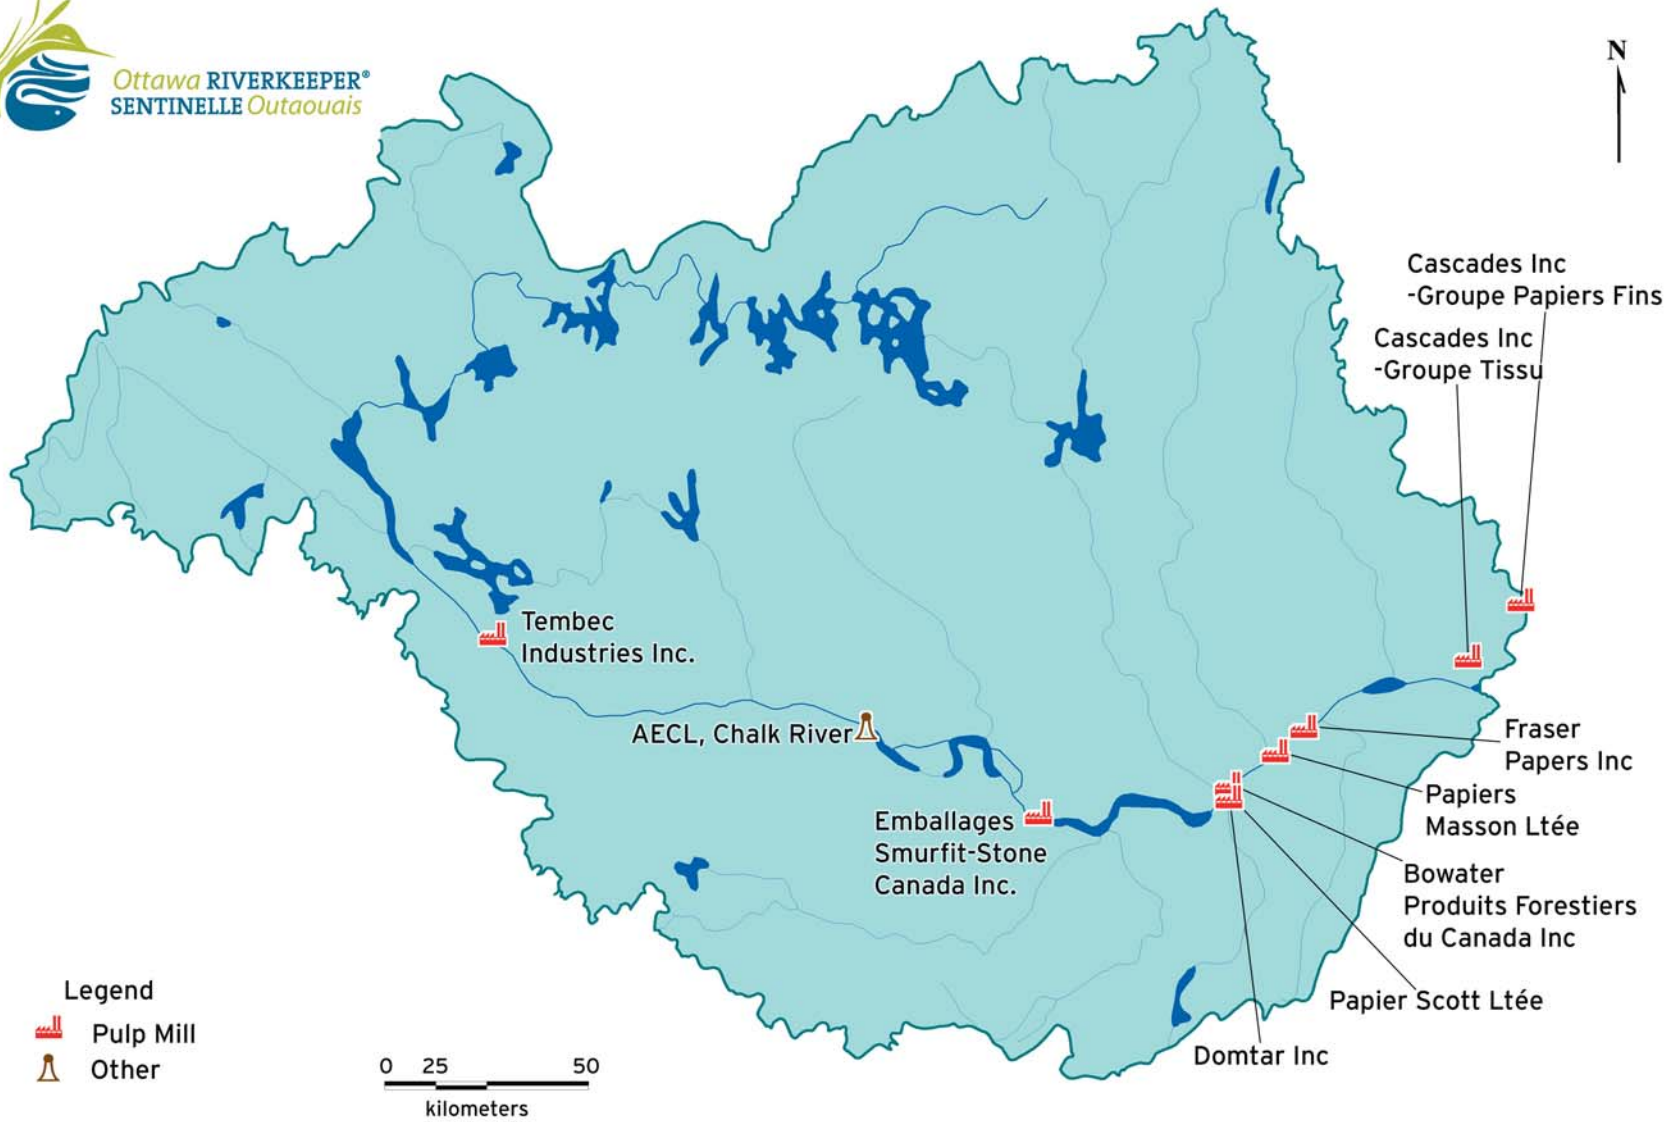 Ottawa RIVERKEEPER®
SENTINELLE Outaouais
N
Cascades Inc
-Groupe Papiers Fins
Cascades Inc
-Groupe Tissu
Tembec
Industries Inc.
AECL, Chalk River
Emballages
Smurfit-Stone
Canada Inc.
Fraser
Papers Inc
Papiers
Masson Ltée
Bowater
Produits Forestiers
du Canada Inc
Papier Scott Ltée
Domtar Inc
Legend
Pulp Mill
Other
0 25 50
kilometers